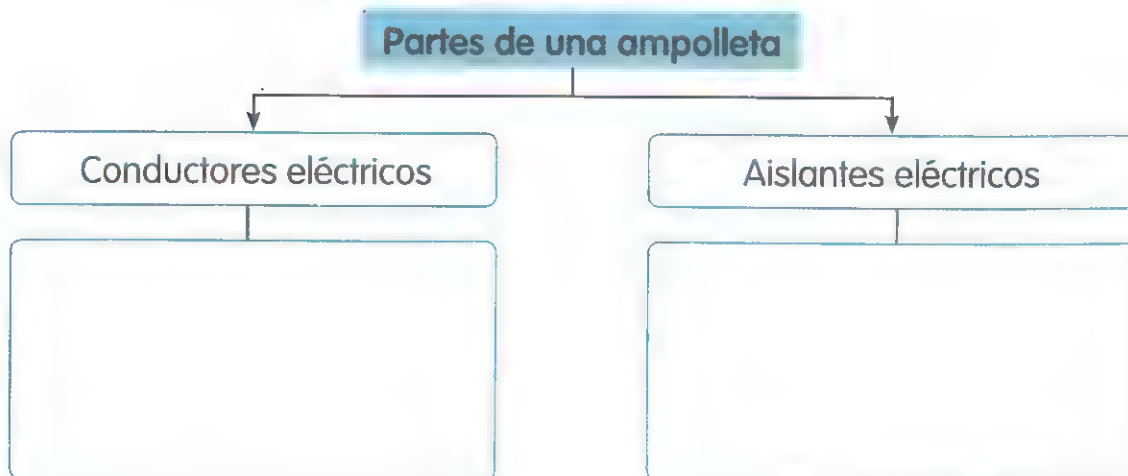 Partes de una ampolleta
Conductores eléctricos
Aislantes eléctricos